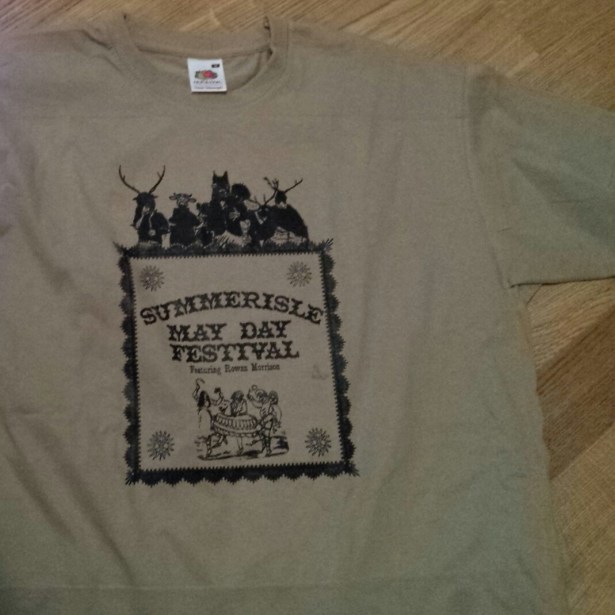 SUMMERISLE
MAY DAY
FESTIVAL
Featuring Rowan Morrison